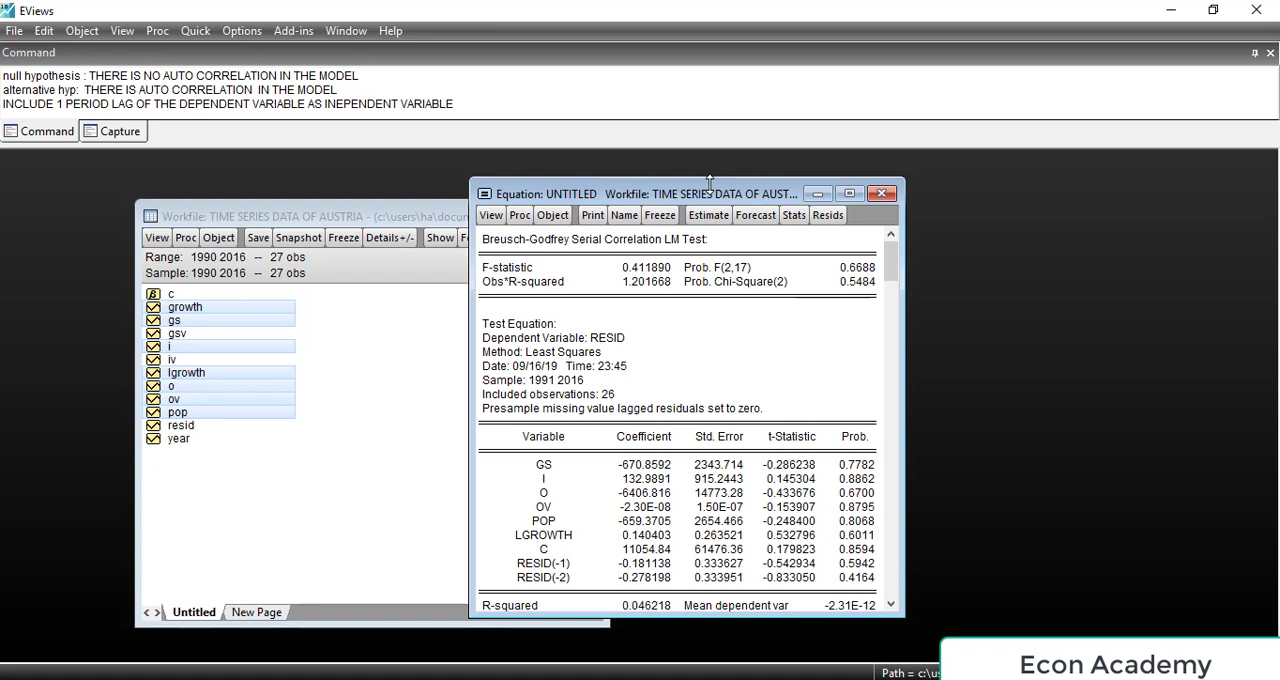 EViews
File Edit Object View Proc Quick Options Add-ins Window Help
Command
null hypothesis : THERE IS NO AUTO CORRELATION IN THE MODEL
alternative hyp: THERE IS AUTO CORRELATION IN THE MODEL
INCLUDE 1 PERIOD LAG OF THE DEPENDENT VARIABLE AS INEPENDENT VARIABLE
Command Capture
Workfile: TIME SERIES DATA OF AUSTRIA - (c:\users\ha\docum
View Proc Object Save Snapshot Freeze Details+/- Show F
Range: 1990 2016 -- 27 obs
Sample: 1990 2016 -- 27 obs
c
growth
gs
gsv
i
iv
lgrowth
o
ov
pop
resid
year
Untitled New Page
Equation: UNTITLED Workfile: TIME SERIES DATA OF AUST...
View Proc Object Print Name Freeze Estimate Forecast Stats Resids
Breusch-Godfrey Serial Correlation LM Test:
F-statistic 0.411890 Prob. F(2,17) 0.6688
Obs*R-squared 1.201668 Prob. Chi-Square(2) 0.5484
Test Equation:
Dependent Variable: RESID
Method: Least Squares
Date: 09/16/19 Time: 23:45
Sample: 1991 2016
Included observations: 26
Presample missing value lagged residuals set to zero.
Variable Coefficient Std. Error t-Statistic Prob.
GS -670.8592 2343.714 -0.286238 0.7782
I 132.9891 915.2443 0.145304 0.8862
O -6406.816 14773.28 -0.433676 0.6700
OV -2.30E-08 1.50E-07 -0.153907 0.8795
POP -659.3705 2654.466 -0.248400 0.8068
LGROWTH 0.140403 0.263521 0.532796 0.6011
C 11054.84 61476.36 0.179823 0.8594
RESID(-1) -0.181138 0.333627 -0.542934 0.5942
RESID(-2) -0.278198 0.333951 -0.833050 0.4164
R-squared 0.046218 Mean dependent var -2.31E-12
Path = c:\us
Econ Academy